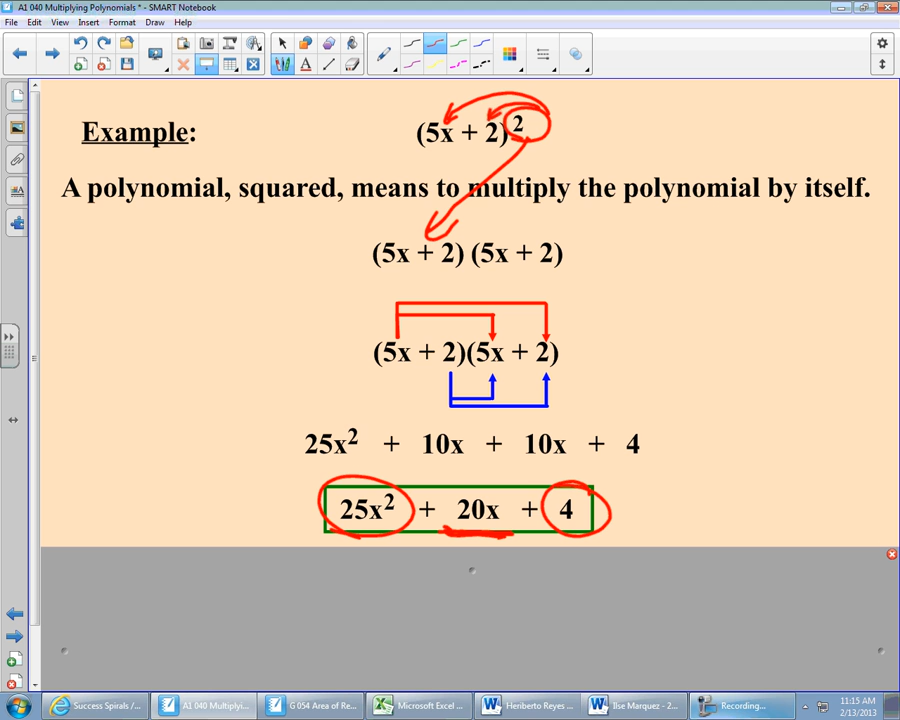 A1 040 Multiplying Polynomials * - SMART Notebook
File Edit View Insert Format Draw Help
Example: (5x + 2)²
A polynomial, squared, means to multiply the polynomial by itself.
(5x + 2) (5x + 2)
(5x + 2)(5x + 2)
25x² + 10x + 10x + 4
25x² + 20x + 4
Success Spirals /... A1 040 Multiplyi... G 054 Area of Re... Microsoft Excel ... Heriberto Reyes ... Ilse Marquez - 2... Recording... 11:15 AM
2/13/2013